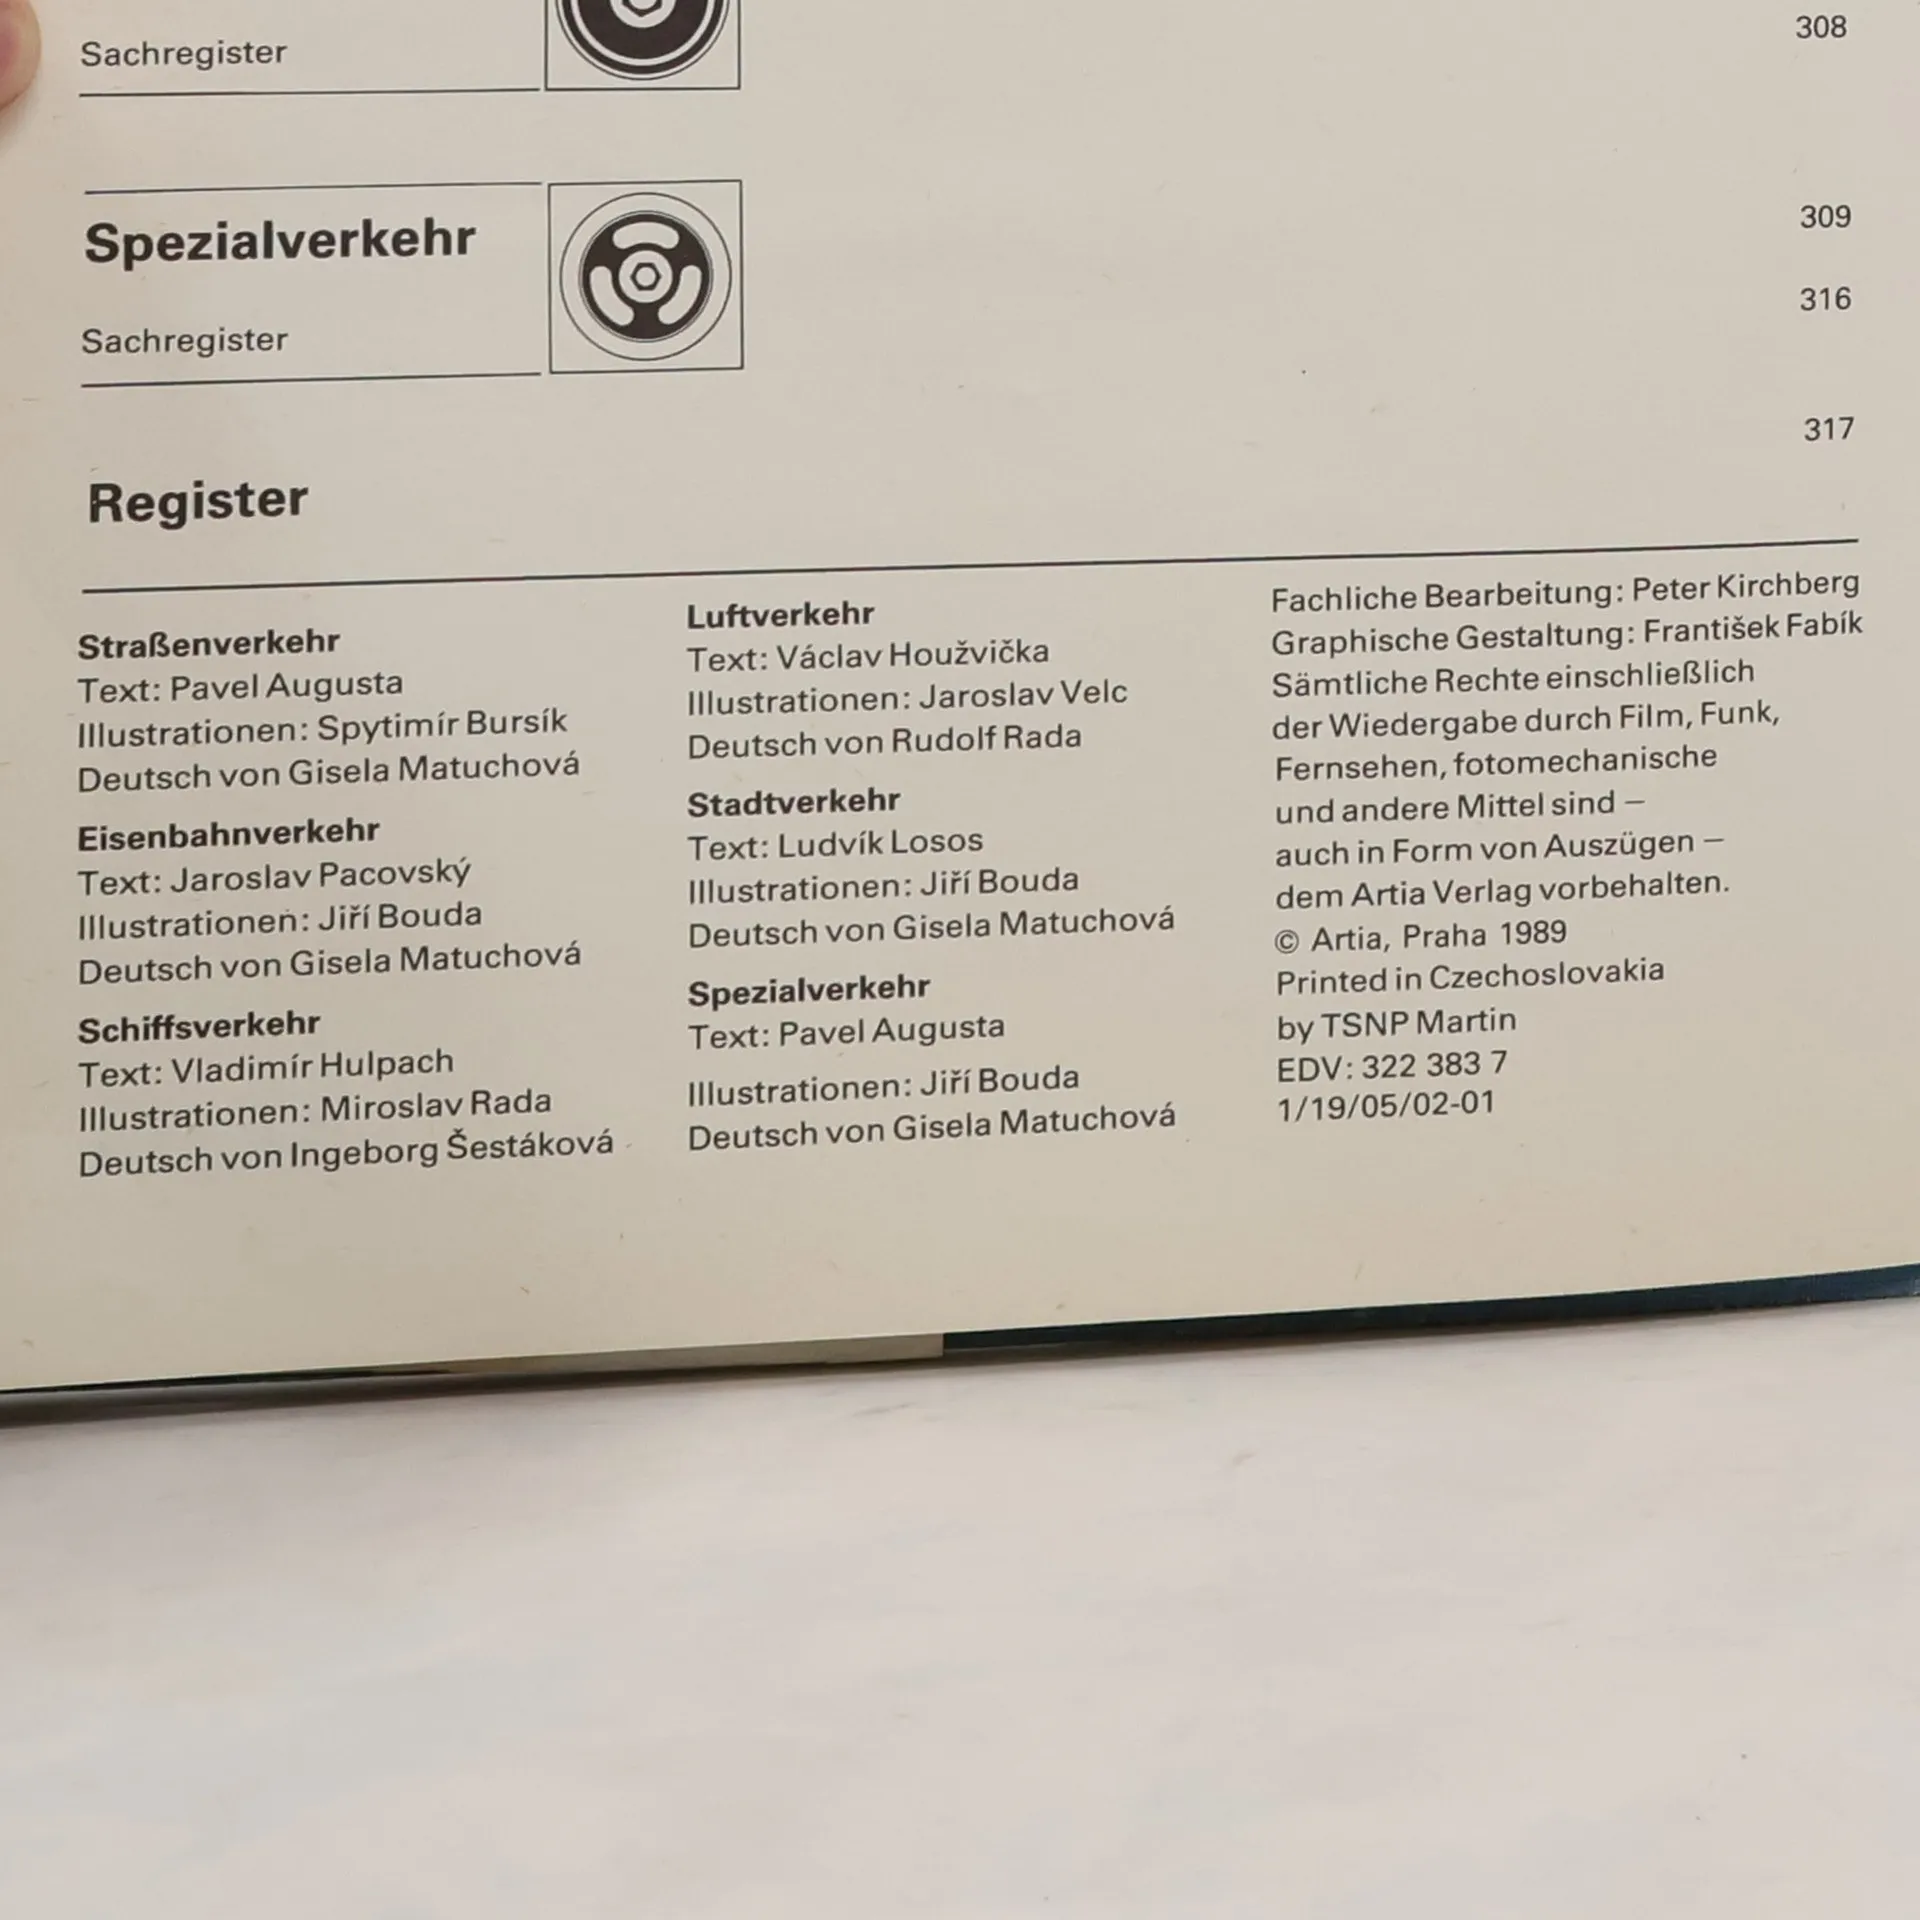 Sachregister
308
Spezialverkehr
309
Sachregister
316
Register
317
Straßenverkehr
Text: Pavel Augusta
Illustrationen: Spytimír Bursík
Deutsch von Gisela Matuchová
Eisenbahnverkehr
Text: Jaroslav Pacovský
Illustrationen: Jiří Bouda
Deutsch von Gisela Matuchová
Schiffsverkehr
Text: Vladimír Hulpach
Illustrationen: Miroslav Rada
Deutsch von Ingeborg Šestáková
Luftverkehr
Text: Václav Houžvička
Illustrationen: Jaroslav Velc
Deutsch von Rudolf Rada
Stadtverkehr
Text: Ludvík Losos
Illustrationen: Jiří Bouda
Deutsch von Gisela Matuchová
Spezialverkehr
Text: Pavel Augusta
Illustrationen: Jiří Bouda
Deutsch von Gisela Matuchová
Fachliche Bearbeitung: Peter Kirchberg
Graphische Gestaltung: František Fabík
Sämtliche Rechte einschließlich
der Wiedergabe durch Film, Funk,
Fernsehen, fotomechanische
und andere Mittel sind –
auch in Form von Auszügen –
dem Artia Verlag vorbehalten.
© Artia, Praha 1989
Printed in Czechoslovakia
by TSNP Martin
EDV: 322 383 7
1/19/05/02-01